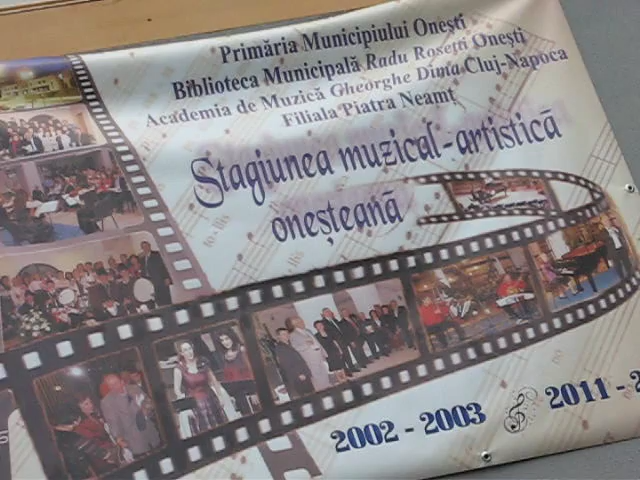 Primăria Municipiului Onești
Biblioteca Municipală Radu Rosetti Onești
Academia de Muzică Gheorghe Dima Cluj-Napoca
Filiala Piatra Neamț
Stagiunea muzical-artistică
oneșteană
2002 - 2003
2011 -